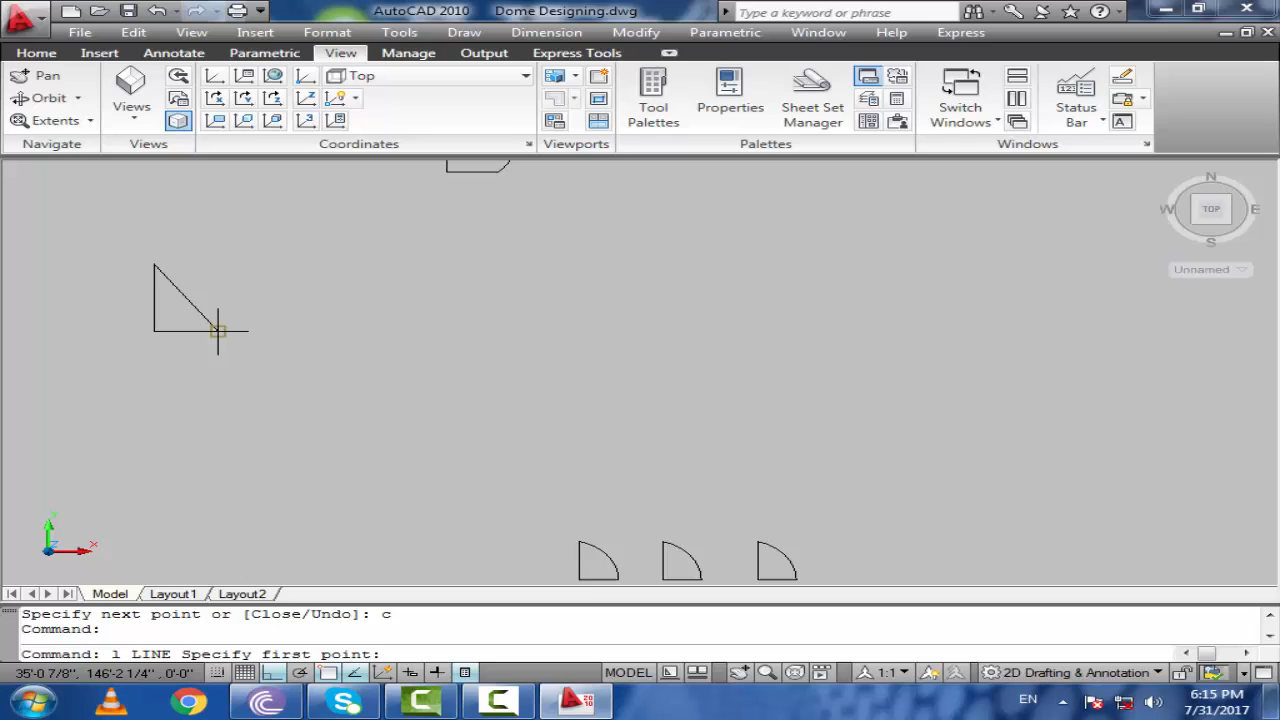 AutoCAD 2010 Dome Designing.dwg
Type a keyword or phrase
File Edit View Insert Format Tools Draw Dimension Modify Parametric Window Help Express
Home Insert Annotate Parametric View Manage Output Express Tools
Pan
Orbit
Extents
Views
Top
Tool Palettes
Properties
Sheet Set Manager
Switch Windows
Status Bar
Navigate Views Coordinates Viewports Palettes Windows
N
W TOP E
S
Unnamed
Y
Z
X
Model Layout1 Layout2
Specify next point or [Close/Undo]: c
Command:
Command: l LINE Specify first point:
35'-0 7/8", 146'-2 1/4", 0'-0" MODEL 1:1 2D Drafting & Annotation
2010
EN
6:15 PM
7/31/2017